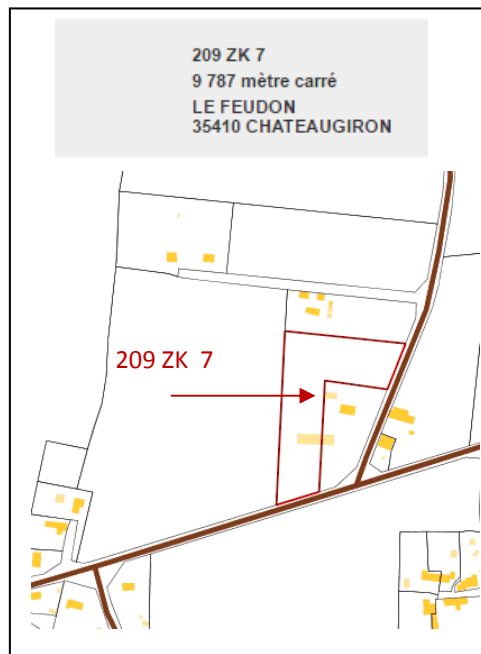 209 ZK 7
9 787 mètre carré
LE FEUDON
35410 CHATEAUGIRON
209 ZK 7